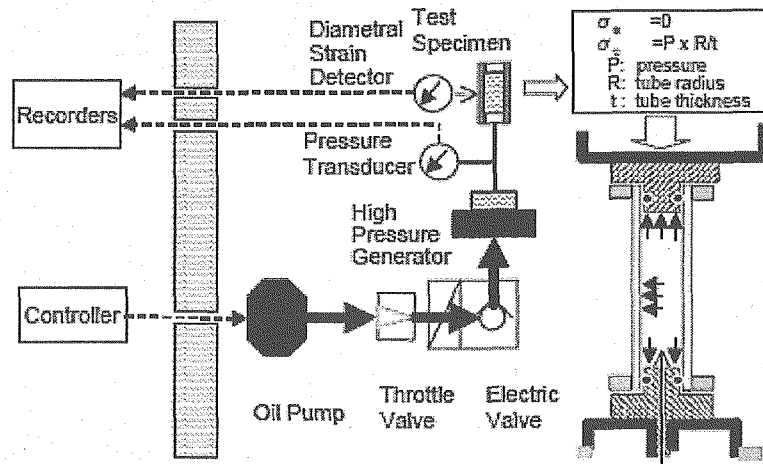 Diametral
Strain
Detector
Test
Specimen
Recorders
Pressure
Transducer
High
Pressure
Generator
Controller
Oil Pump
Throttle
Valve
Electric
Valve
=0
=P x R/t
P: pressure
R: tube radius
t: tube thickness